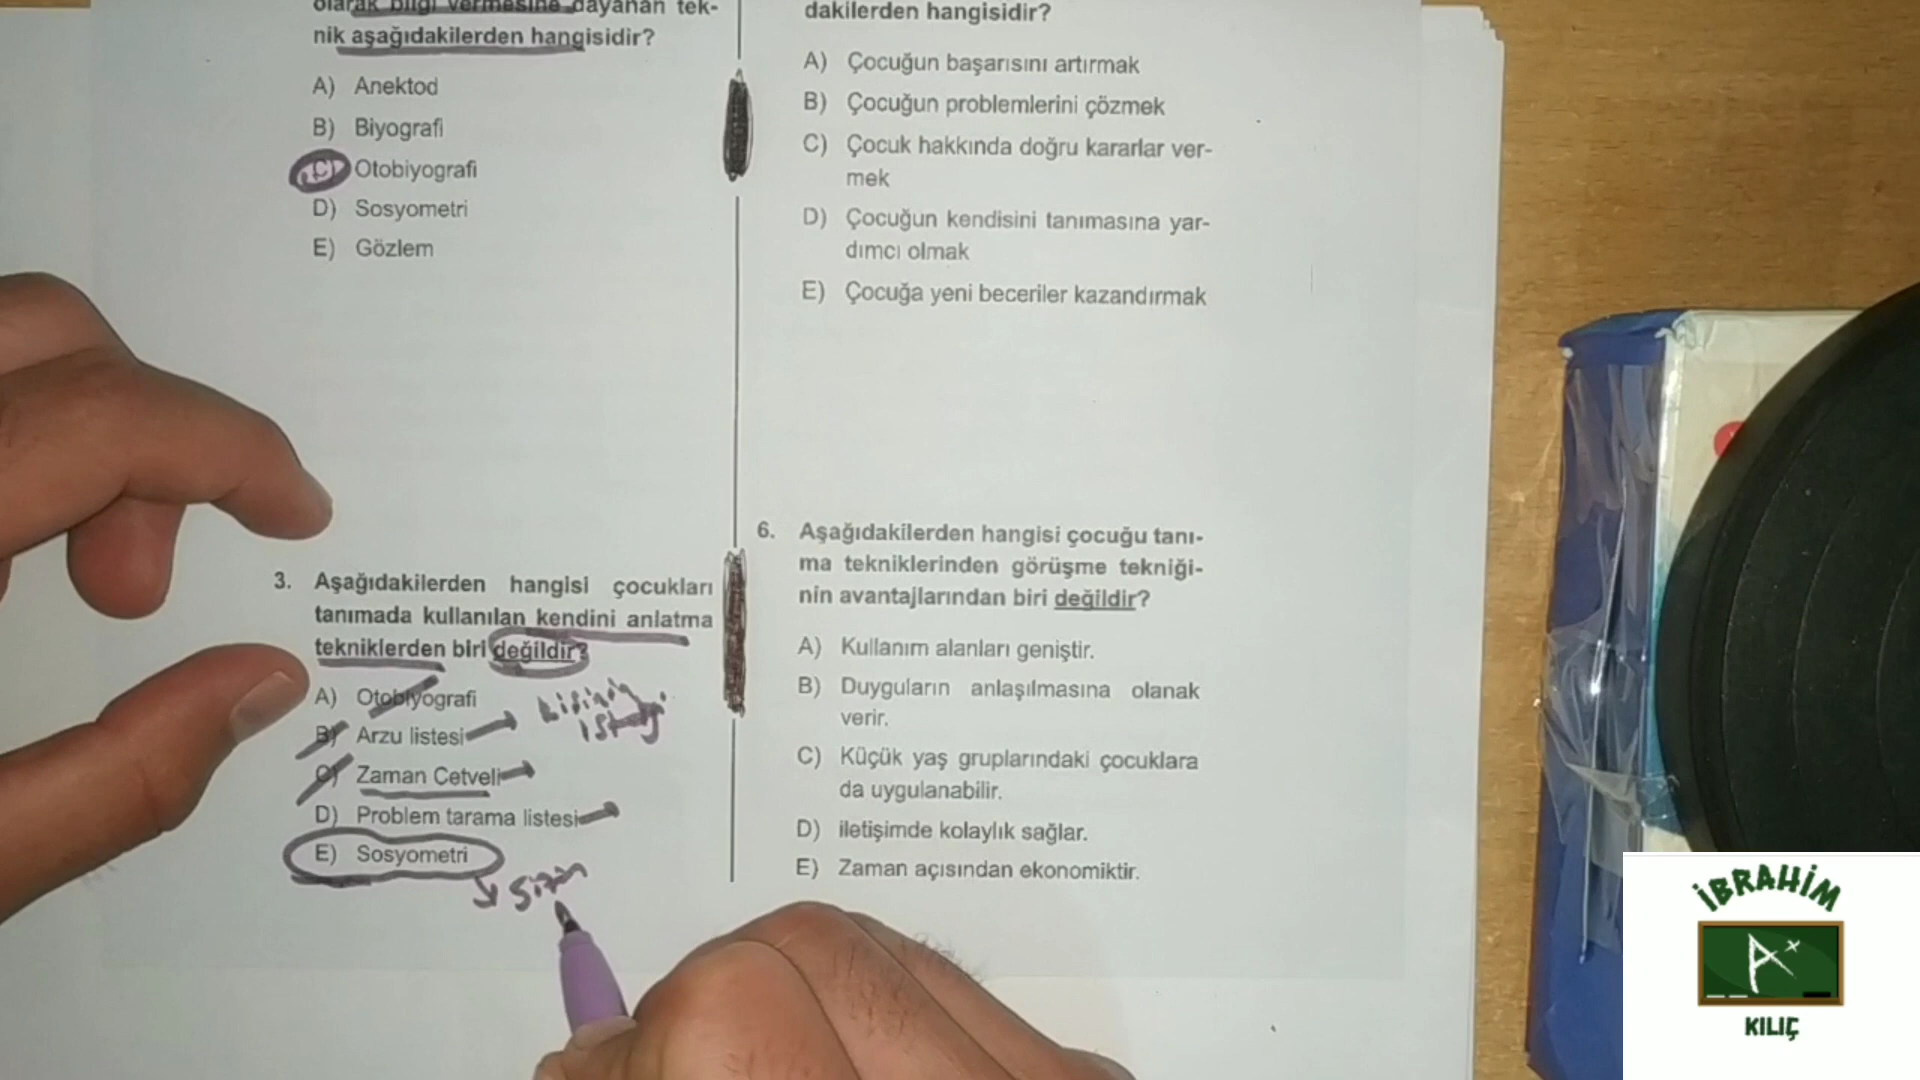 olarak bilgi vermesine dayanan tek-
nik aşağıdakilerden hangisidir?
A) Anektod
B) Biyografi
C) Otobiyografi
D) Sosyometri
E) Gözlem
3. Aşağıdakilerden hangisi çocukları
tanımada kullanılan kendini anlatma
tekniklerden biri değildir?
A) Otobiyografi
B) Arzu listesi
C) Zaman Cetveli
D) Problem tarama listesi
E) Sosyometri
dakilerden hangisidir?
A) Çocuğun başarısını artırmak
B) Çocuğun problemlerini çözmek
C) Çocuk hakkında doğru kararlar ver-
mek
D) Çocuğun kendisini tanımasına yar-
dımcı olmak
E) Çocuğa yeni beceriler kazandırmak
6. Aşağıdakilerden hangisi çocuğu tanı-
ma tekniklerinden görüşme tekniği-
nin avantajlarından biri değildir?
A) Kullanım alanları geniştir.
B) Duyguların anlaşılmasına olanak
verir.
C) Küçük yaş gruplarındaki çocuklara
da uygulanabilir.
D) iletişimde kolaylık sağlar.
E) Zaman açısından ekonomiktir.
İBRAHİM
A+
KILIÇ